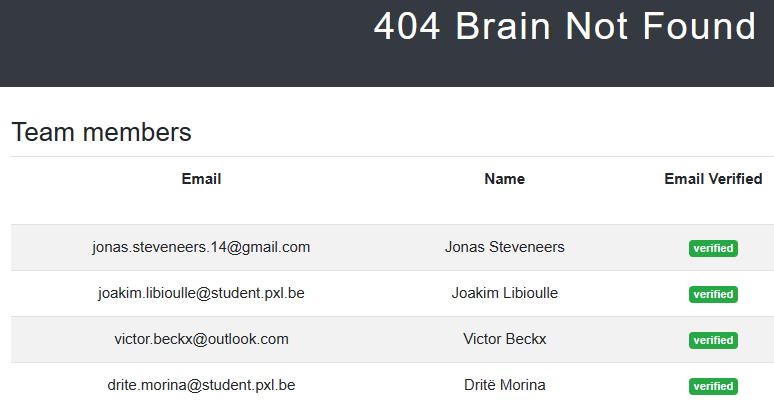 404 Brain Not Found
Team members
Email Name Email Verified
jonas.steveneers.14@gmail.com Jonas Steveneers verified
joakim.libioulle@student.pxl.be Joakim Libioulle verified
victor.beckx@outlook.com Victor Beckx verified
drite.morina@student.pxl.be Dritë Morina verified